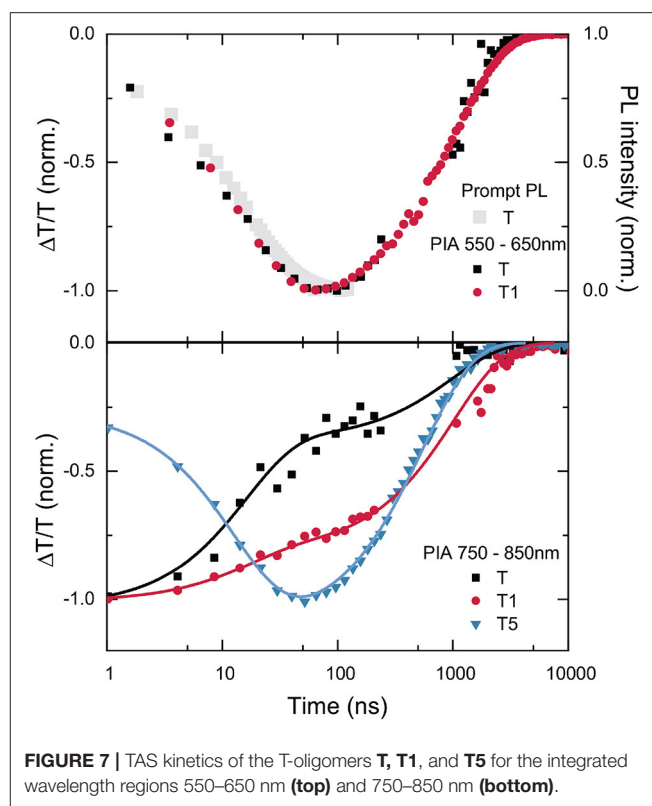 0.0
-0.5
-1.0
ΔT/T (norm.)
1.0
0.5
0.0
PL intensity (norm.)
Prompt PL
T
PIA 550 - 650nm
T
T1
0.0
-0.5
-1.0
ΔT/T (norm.)
PIA 750 - 850nm
T
T1
T5
1 10 100 1000 10000
Time (ns)
FIGURE 7 | TAS kinetics of the T-oligomers T, T1, and T5 for the integrated
wavelength regions 550–650 nm (top) and 750–850 nm (bottom).